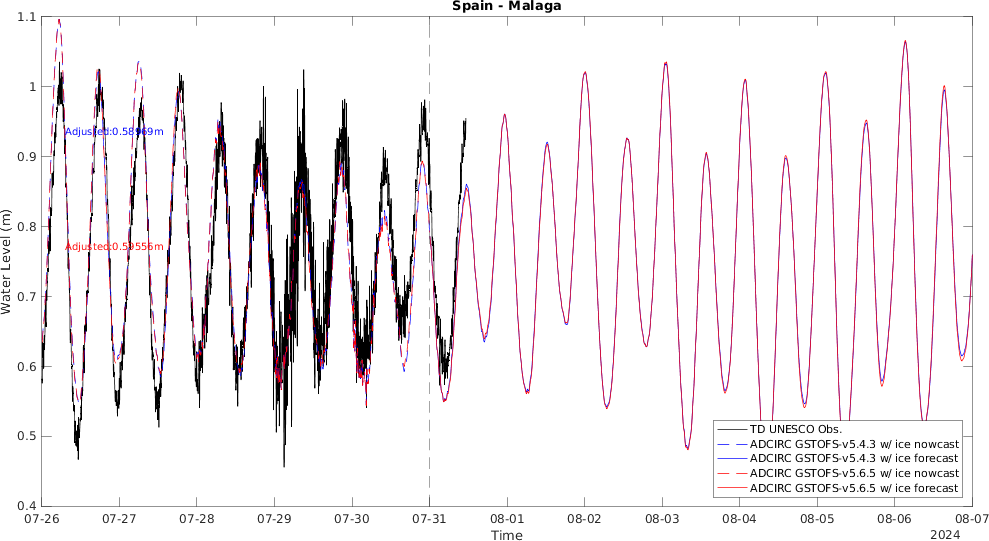 Spain - Malaga
Water Level (m)
1.1
1
0.9
0.8
0.7
0.6
0.5
0.4
Adjusted:0.58969m
Adjusted:0.59556m
TD UNESCO Obs.
ADCIRC GSTOFS-v5.4.3 w/ ice nowcast
ADCIRC GSTOFS-v5.4.3 w/ ice forecast
ADCIRC GSTOFS-v5.6.5 w/ ice nowcast
ADCIRC GSTOFS-v5.6.5 w/ ice forecast
07-26 07-27 07-28 07-29 07-30 07-31 08-01 08-02 08-03 08-04 08-05 08-06 08-07
Time
2024